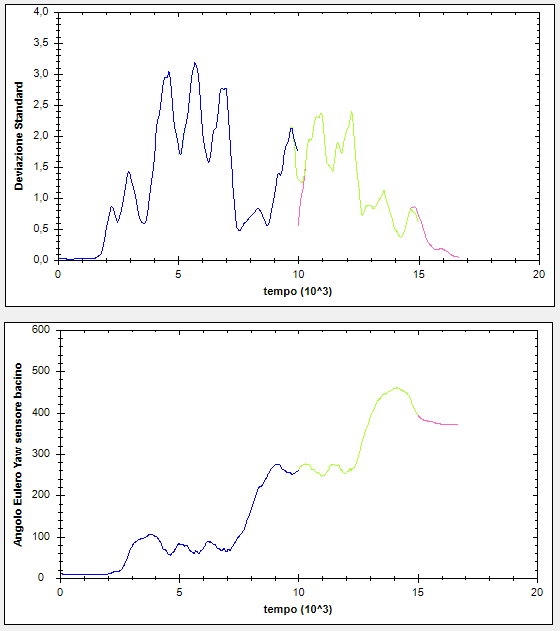 4,0
3,5
3,0
2,5
2,0
1,5
1,0
0,5
0,0
Deviazione Standard
0 5 10 15 20
tempo (10^3)
600
500
400
300
200
100
0
Angolo Eulero Yaw sensore bacino
0 5 10 15 20
tempo (10^3)